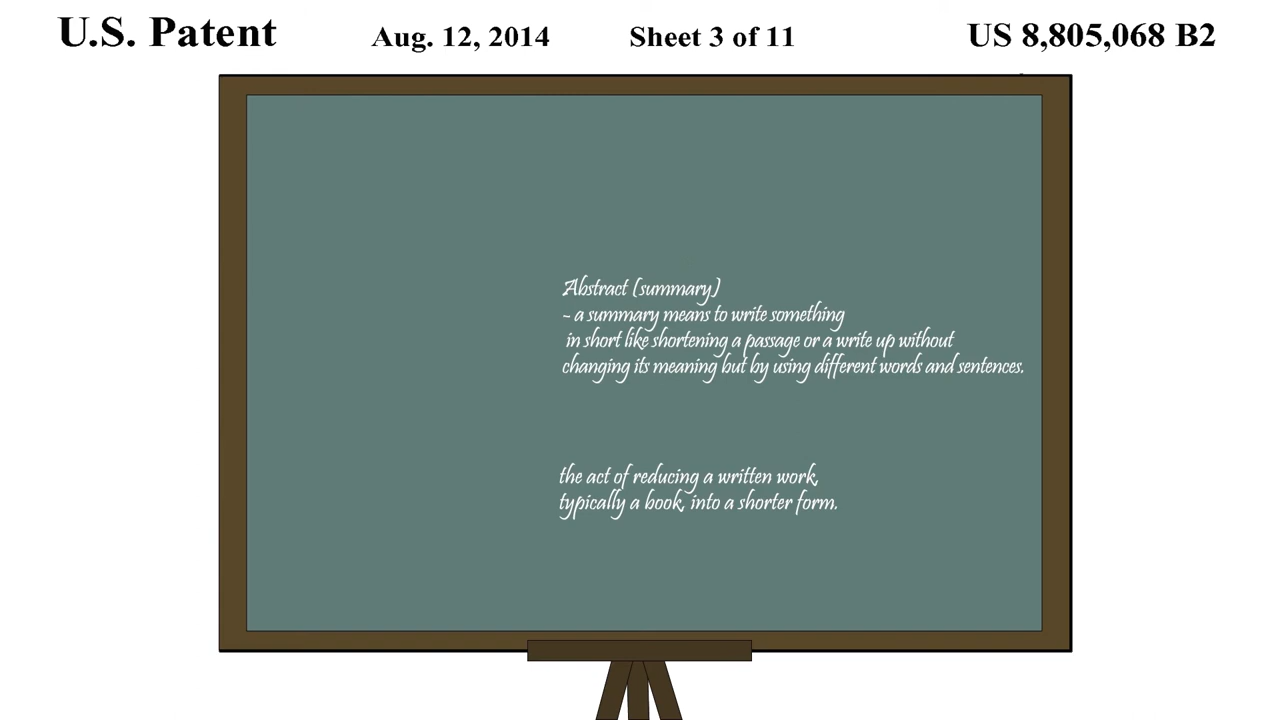 U.S. Patent Aug. 12, 2014 Sheet 3 of 11 US 8,805,068 B2
Abstract (summary)
- a summary means to write something
in short like shortening a passage or a write up without
changing its meaning but by using different words and sentences.
the act of reducing a written work,
typically a book, into a shorter form.